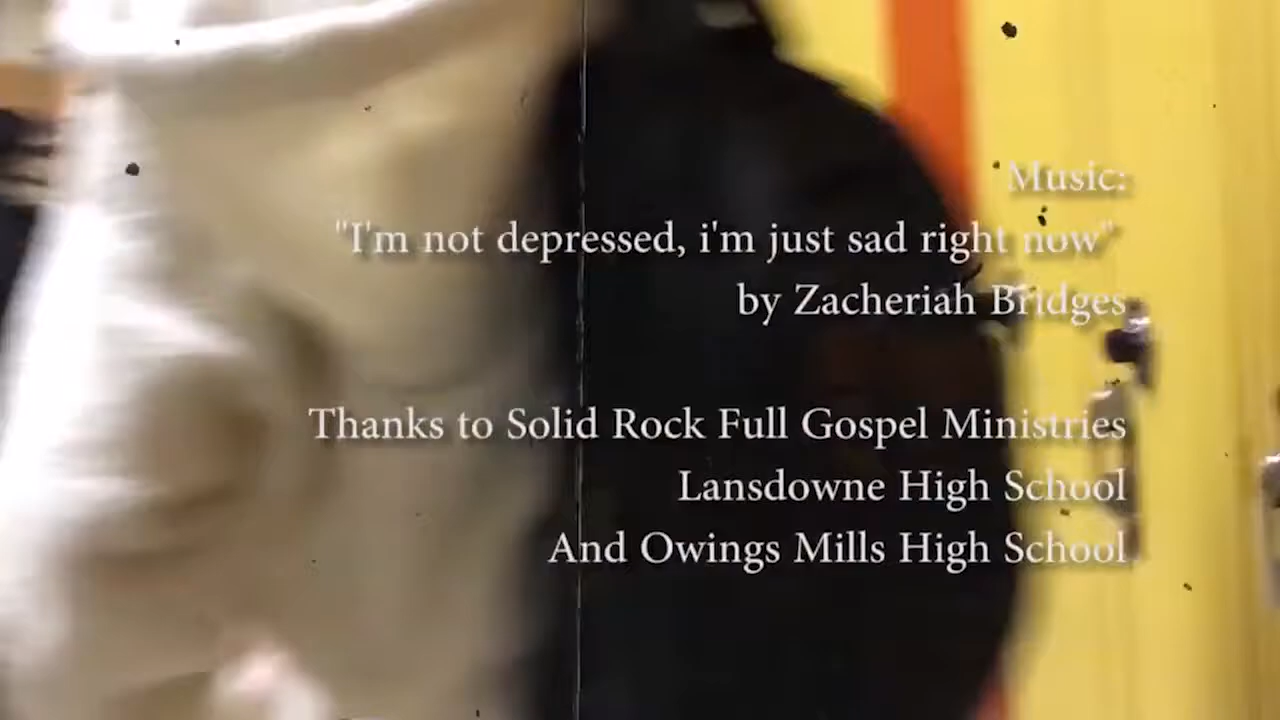 Music:
"I'm not depressed, i'm just sad right now"
by Zacheriah Bridges
Thanks to Solid Rock Full Gospel Ministries
Lansdowne High School
And Owings Mills High School